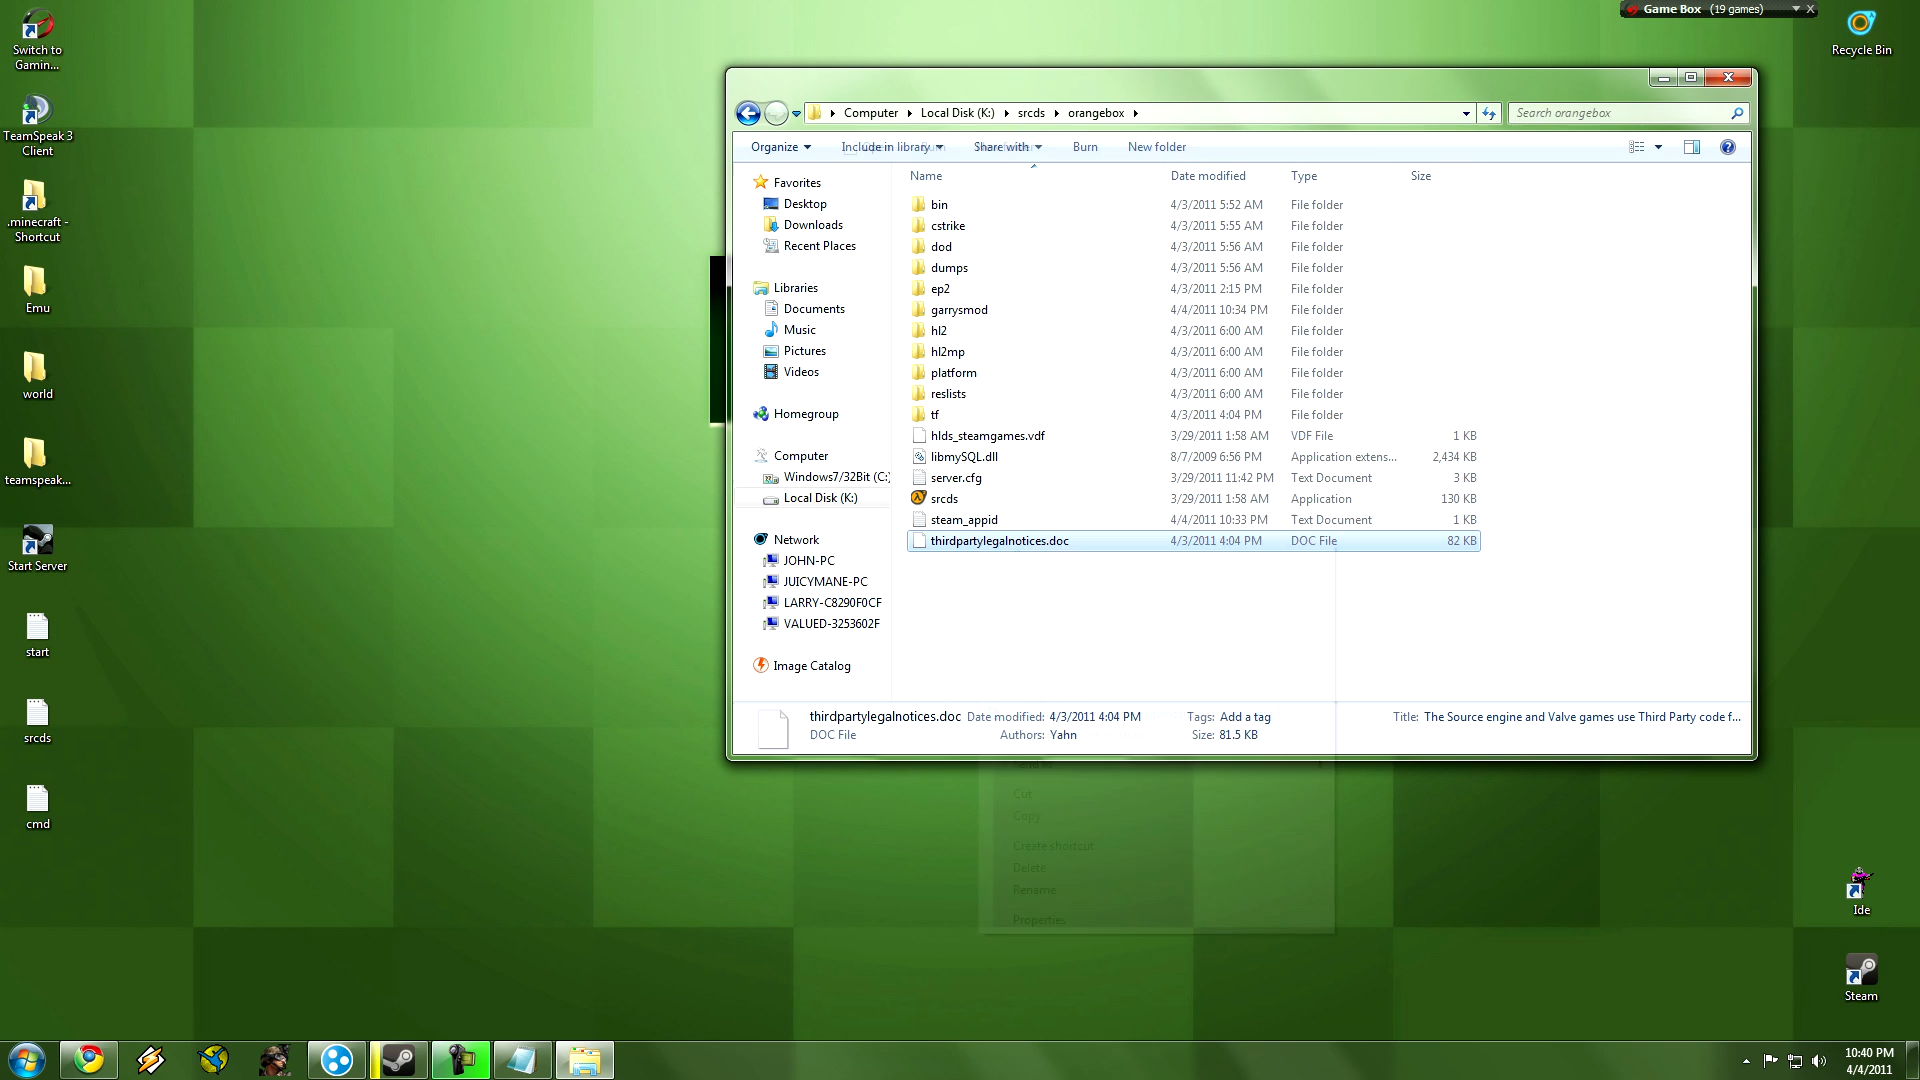 Switch to
Gamin...
TeamSpeak 3
Client
.minecraft -
Shortcut
Emu
world
teamspeak...
Start Server
start
srcds
cmd
Game Box (19 games)
Recycle Bin
Ide
Steam
Computer Local Disk (K:) srcds orangebox
Search orangebox
Organize Include in library Share with Burn New folder
Favorites
Desktop
Downloads
Recent Places
Libraries
Documents
Music
Pictures
Videos
Homegroup
Computer
Windows7/32Bit (C:)
Local Disk (K:)
Network
JOHN-PC
JUICYMANE-PC
LARRY-C8290F0CF
VALUED-3253602F
Image Catalog
Name Date modified Type Size
bin 4/3/2011 5:52 AM File folder
cstrike 4/3/2011 5:55 AM File folder
dod 4/3/2011 5:56 AM File folder
dumps 4/3/2011 5:56 AM File folder
ep2 4/3/2011 2:15 PM File folder
garrysmod 4/4/2011 10:34 PM File folder
hl2 4/3/2011 6:00 AM File folder
hl2mp 4/3/2011 6:00 AM File folder
platform 4/3/2011 6:00 AM File folder
reslists 4/3/2011 6:00 AM File folder
tf 4/3/2011 4:04 PM File folder
hlds_steamgames.vdf 3/29/2011 1:58 AM VDF File 1 KB
libmySQL.dll 8/7/2009 6:56 PM Application extens... 2,434 KB
server.cfg 3/29/2011 11:42 PM Text Document 3 KB
srcds 3/29/2011 1:58 AM Application 130 KB
steam_appid 4/4/2011 10:33 PM Text Document 1 KB
thirdpartylegalnotices.doc 4/3/2011 4:04 PM DOC File 82 KB
thirdpartylegalnotices.doc Date modified: 4/3/2011 4:04 PM Tags: Add a tag Title: The Source engine and Valve games use Third Party code f...
DOC File Authors: Yahn Size: 81.5 KB
Cut
Copy
Create shortcut
Delete
Rename
Properties
10:40 PM
4/4/2011